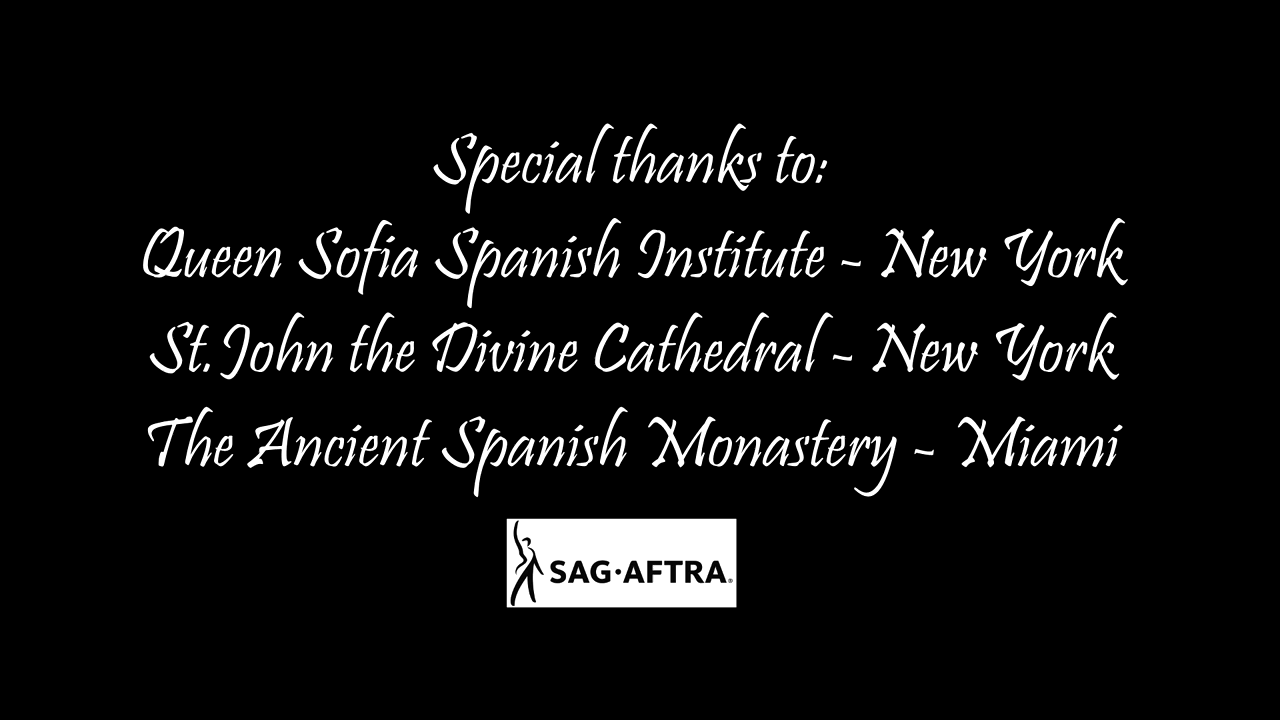 Special thanks to:
Queen Sofia Spanish Institute - New York
St. John the Divine Cathedral - New York
The Ancient Spanish Monastery - Miami
SAG·AFTRA®